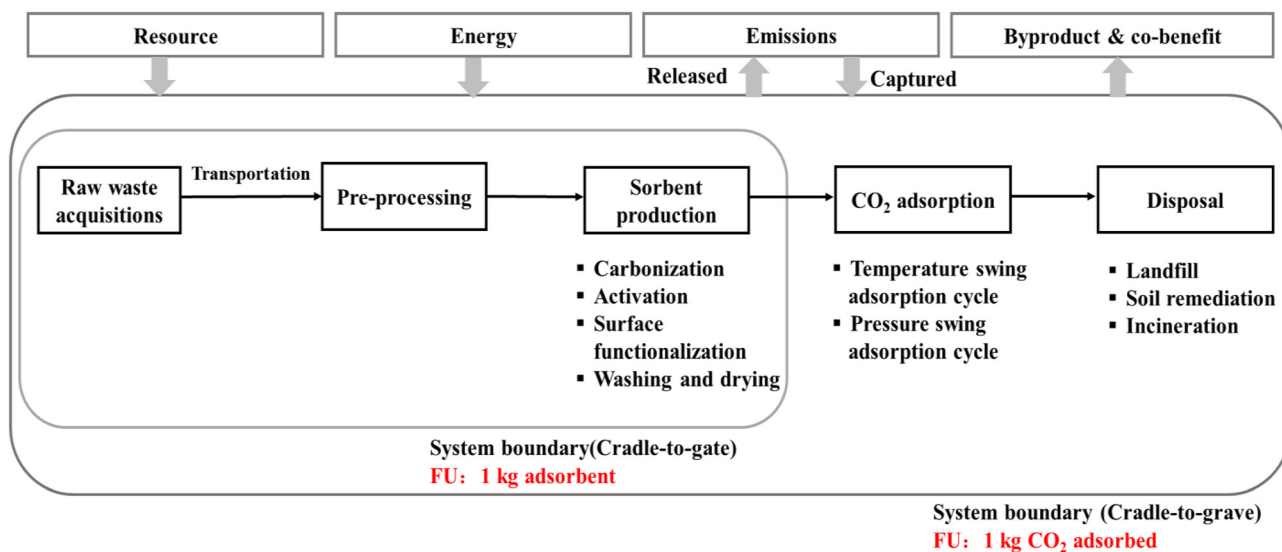 Resource
Energy
Emissions
Byproduct & co-benefit
Released
Captured
Raw waste
acquisitions
Transportation
Pre-processing
Sorbent
production
CO₂ adsorption
Disposal
▪ Carbonization
▪ Activation
▪ Surface
functionalization
▪ Washing and drying
▪ Temperature swing
adsorption cycle
▪ Pressure swing
adsorption cycle
▪ Landfill
▪ Soil remediation
▪ Incineration
System boundary(Cradle-to-gate)
FU：1 kg adsorbent
System boundary (Cradle-to-grave)
FU：1 kg CO₂ adsorbed